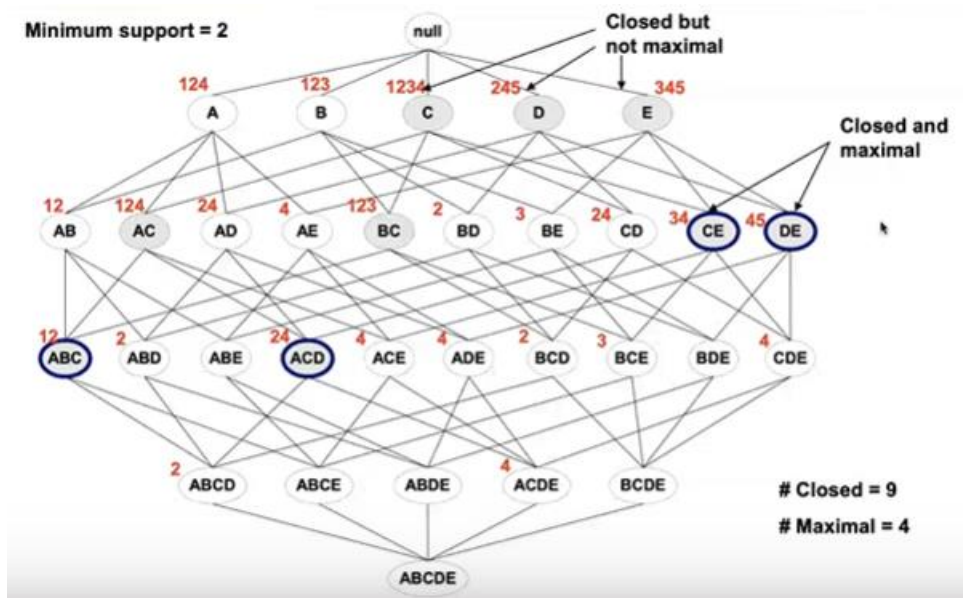 Minimum support = 2
null
Closed but
not maximal
124
123
1234
245
345
A
B
C
D
E
Closed and
maximal
12
124
24
4
123
2
3
24
34
45
AB
AC
AD
AE
BC
BD
BE
CD
CE
DE
12
2
24
4
4
2
3
4
ABC
ABD
ABE
ACD
ACE
ADE
BCD
BCE
BDE
CDE
2
4
ABCD
ABCE
ABDE
ACDE
BCDE
# Closed = 9
# Maximal = 4
ABCDE